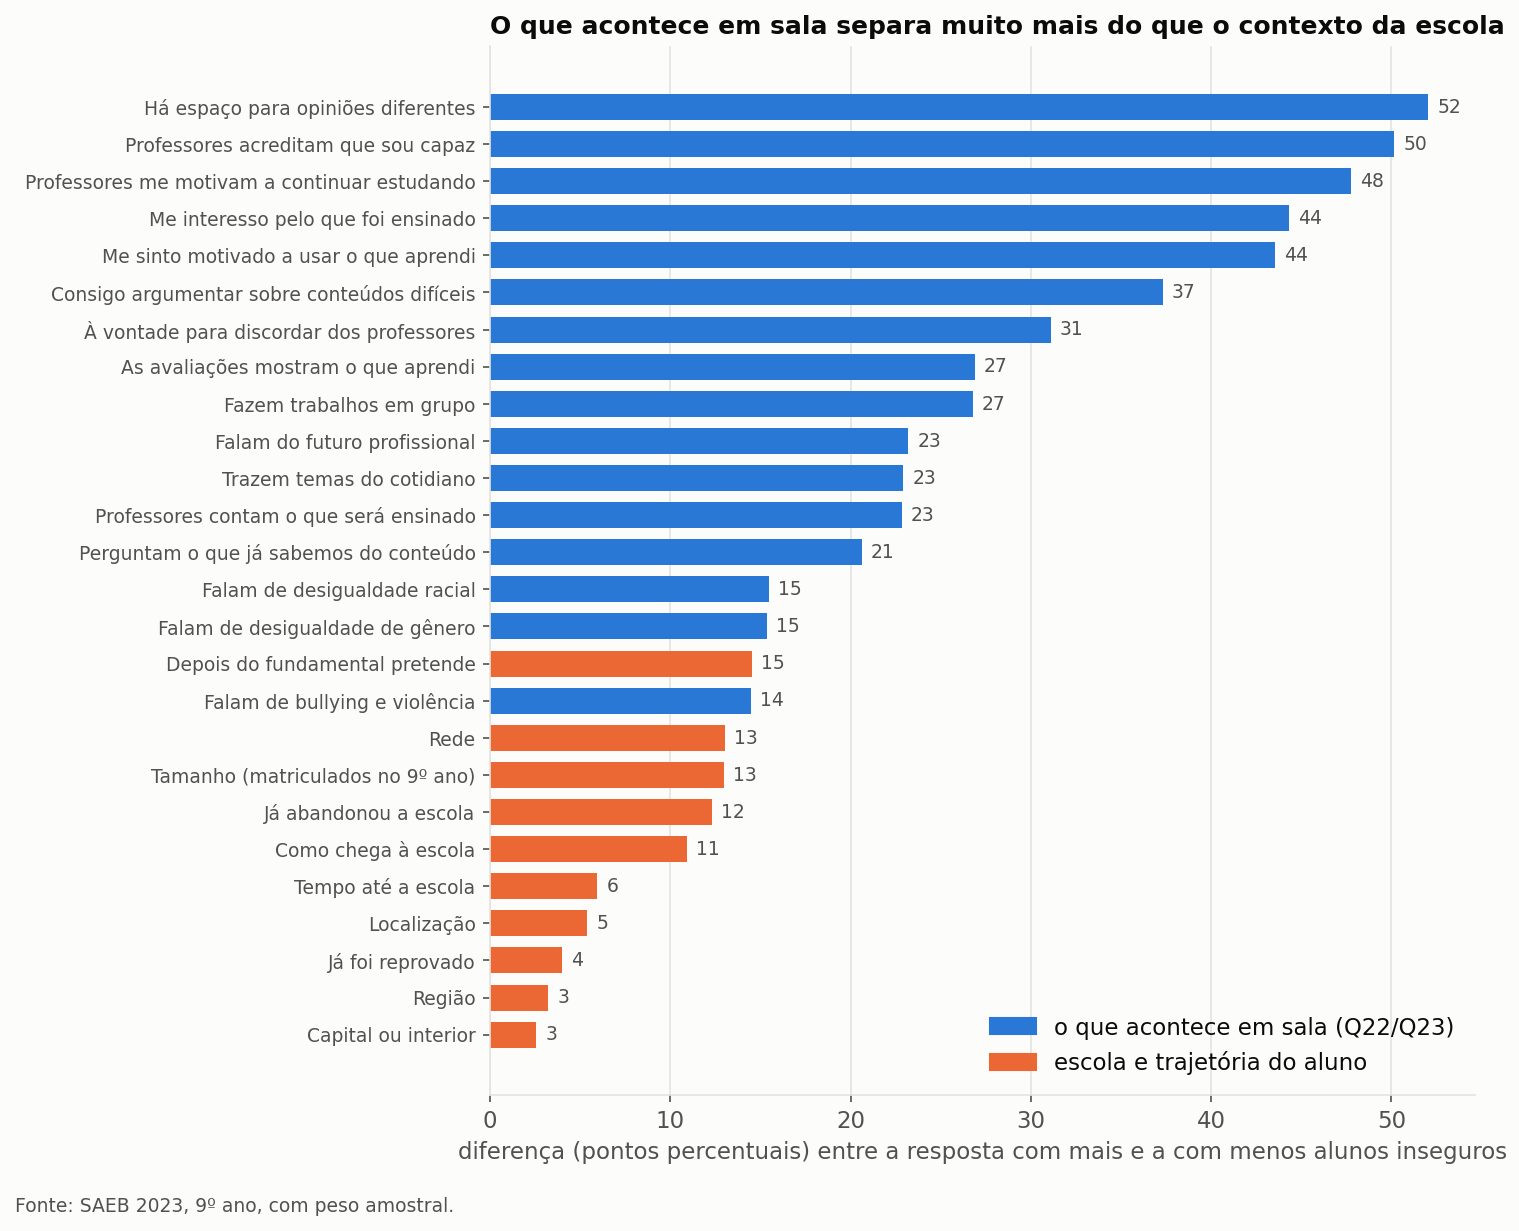 O que acontece em sala separa muito mais do que o contexto da escola
Há espaço para opiniões diferentes 52
Professores acreditam que sou capaz 50
Professores me motivam a continuar estudando 48
Me interesso pelo que foi ensinado 44
Me sinto motivado a usar o que aprendi 44
Consigo argumentar sobre conteúdos difíceis 37
À vontade para discordar dos professores 31
As avaliações mostram o que aprendi 27
Fazem trabalhos em grupo 27
Falam do futuro profissional 23
Trazem temas do cotidiano 23
Professores contam o que será ensinado 23
Perguntam o que já sabemos do conteúdo 21
Falam de desigualdade racial 15
Falam de desigualdade de gênero 15
Depois do fundamental pretende 15
Falam de bullying e violência 14
Rede 13
Tamanho (matriculados no 9º ano) 13
Já abandonou a escola 12
Como chega à escola 11
Tempo até a escola 6
Localização 5
Já foi reprovado 4
Região 3
Capital ou interior 3
o que acontece em sala (Q22/Q23)
escola e trajetória do aluno
0 10 20 30 40 50
diferença (pontos percentuais) entre a resposta com mais e a com menos alunos inseguros
Fonte: SAEB 2023, 9º ano, com peso amostral.